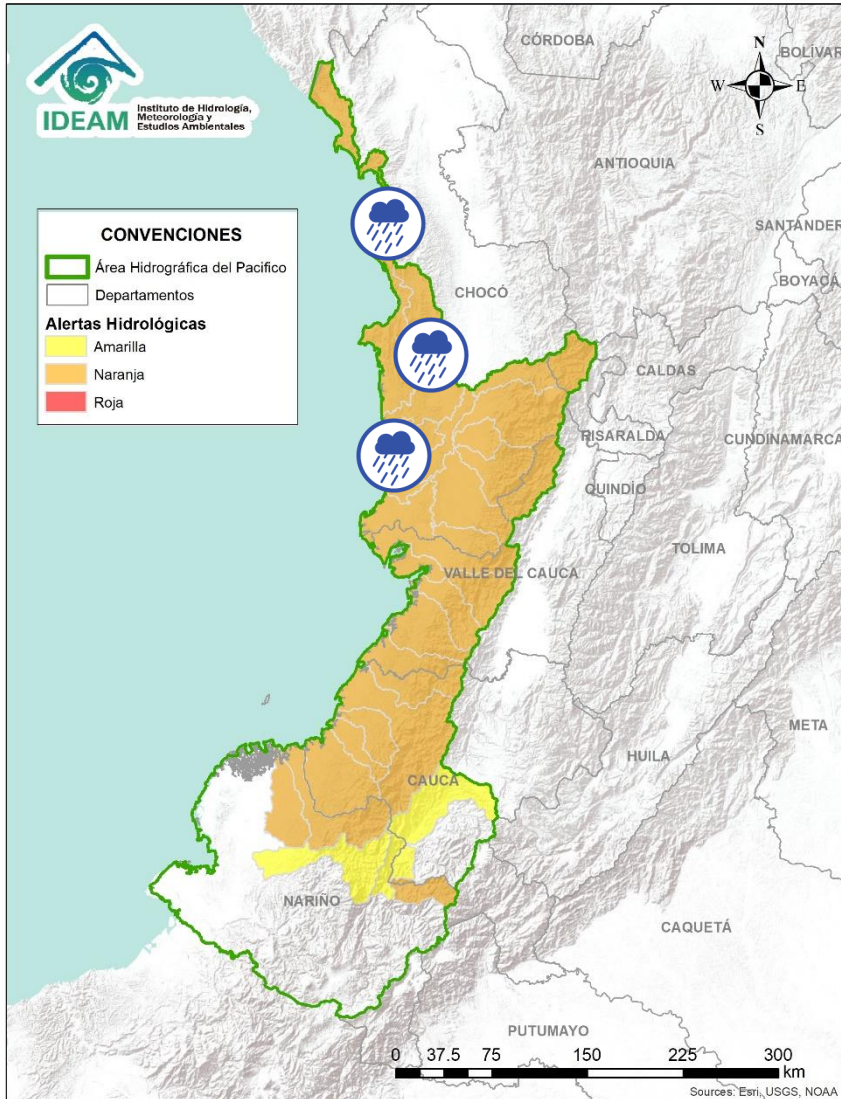 IDEAM
Instituto de Hidrología,
Meteorología y
Estudios Ambientales
CÓRDOBA
BOLÍVAR
N
W
E
S
ANTIOQUIA
SANTANDER
BOYACÁ
CONVENCIONES
Área Hidrográfica del Pacifico
Departamentos
Alertas Hidrológicas
Amarilla
Naranja
Roja
CHOCÓ
CALDAS
RISARALDA
CUNDINAMARCA
QUINDÍO
TOLIMA
VALLE DEL CAUCA
META
HUILA
CAUCA
NARIÑO
CAQUETÁ
PUTUMAYO
0 37.5 75 150 225 300
km
Sources: Esri, USGS, NOAA